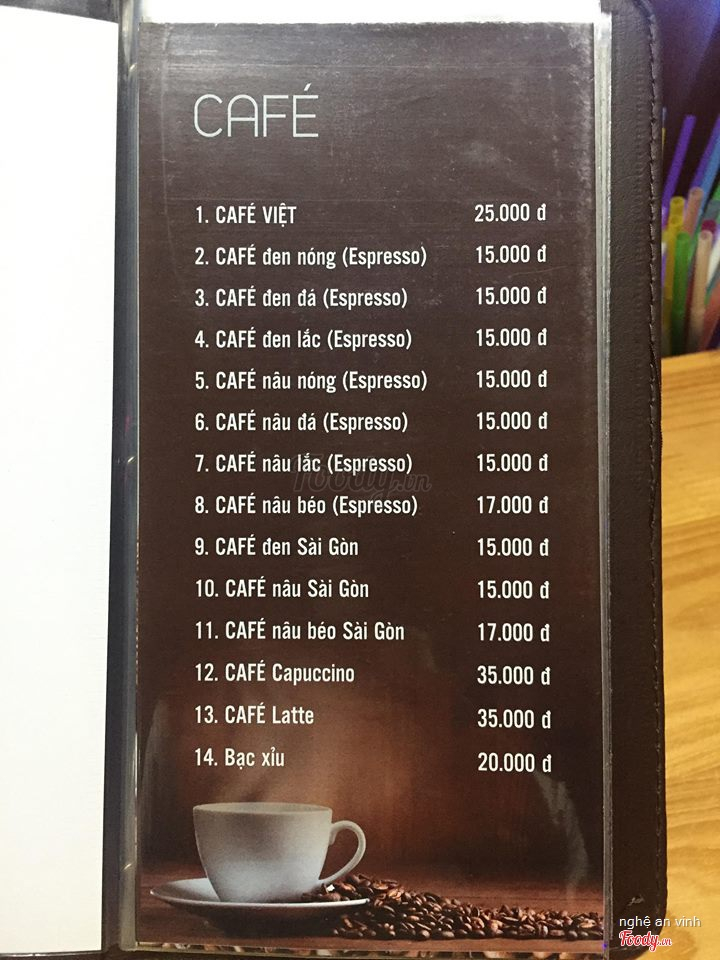 CAFÉ
1. CAFÉ VIỆT 25.000 đ
2. CAFÉ đen nóng (Espresso) 15.000 đ
3. CAFÉ đen đá (Espresso) 15.000 đ
4. CAFÉ đen lắc (Espresso) 15.000 đ
5. CAFÉ nâu nóng (Espresso) 15.000 đ
6. CAFÉ nâu đá (Espresso) 15.000 đ
7. CAFÉ nâu lắc (Espresso) 15.000 đ
Foody.vn
8. CAFÉ nâu béo (Espresso) 17.000 đ
9. CAFÉ đen Sài Gòn 15.000 đ
10. CAFÉ nâu Sài Gòn 15.000 đ
11. CAFÉ nâu béo Sài Gòn 17.000 đ
12. CAFÉ Capuccino 35.000 đ
13. CAFÉ Latte 35.000 đ
14. Bạc xỉu 20.000 đ
nghệ an vinh
Foody.vn